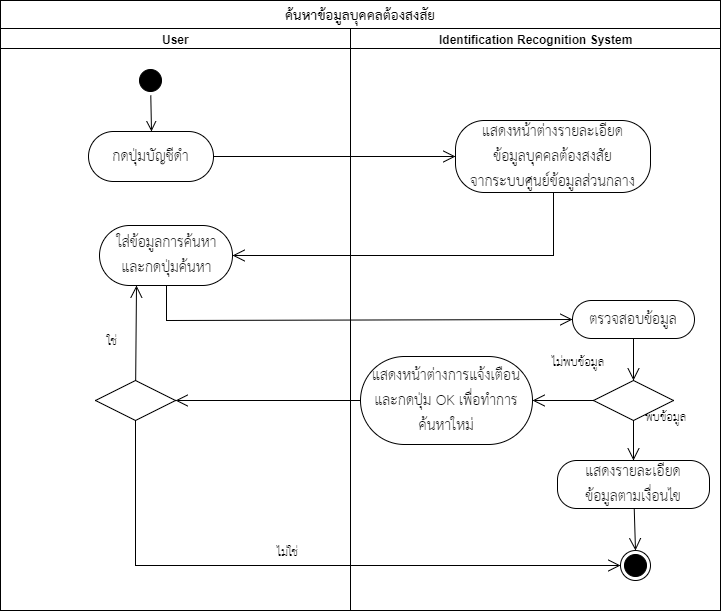 ค้นหาข้อมูลบุคคลต้องสงสัย
User
Identification Recognition System
กดปุ่มบัญชีดำ
แสดงหน้าต่างรายละเอียด
ข้อมูลบุคคลต้องสงสัย
จากระบบศูนย์ข้อมูลส่วนกลาง
ใส่ข้อมูลการค้นหา
และกดปุ่มค้นหา
ตรวจสอบข้อมูล
ใช่
ไม่พบข้อมูล
แสดงหน้าต่างการแจ้งเตือน
และกดปุ่ม OK เพื่อทำการ
ค้นหาใหม่
พบข้อมูล
แสดงรายละเอียด
ข้อมูลตามเงื่อนไข
ไม่ใช่